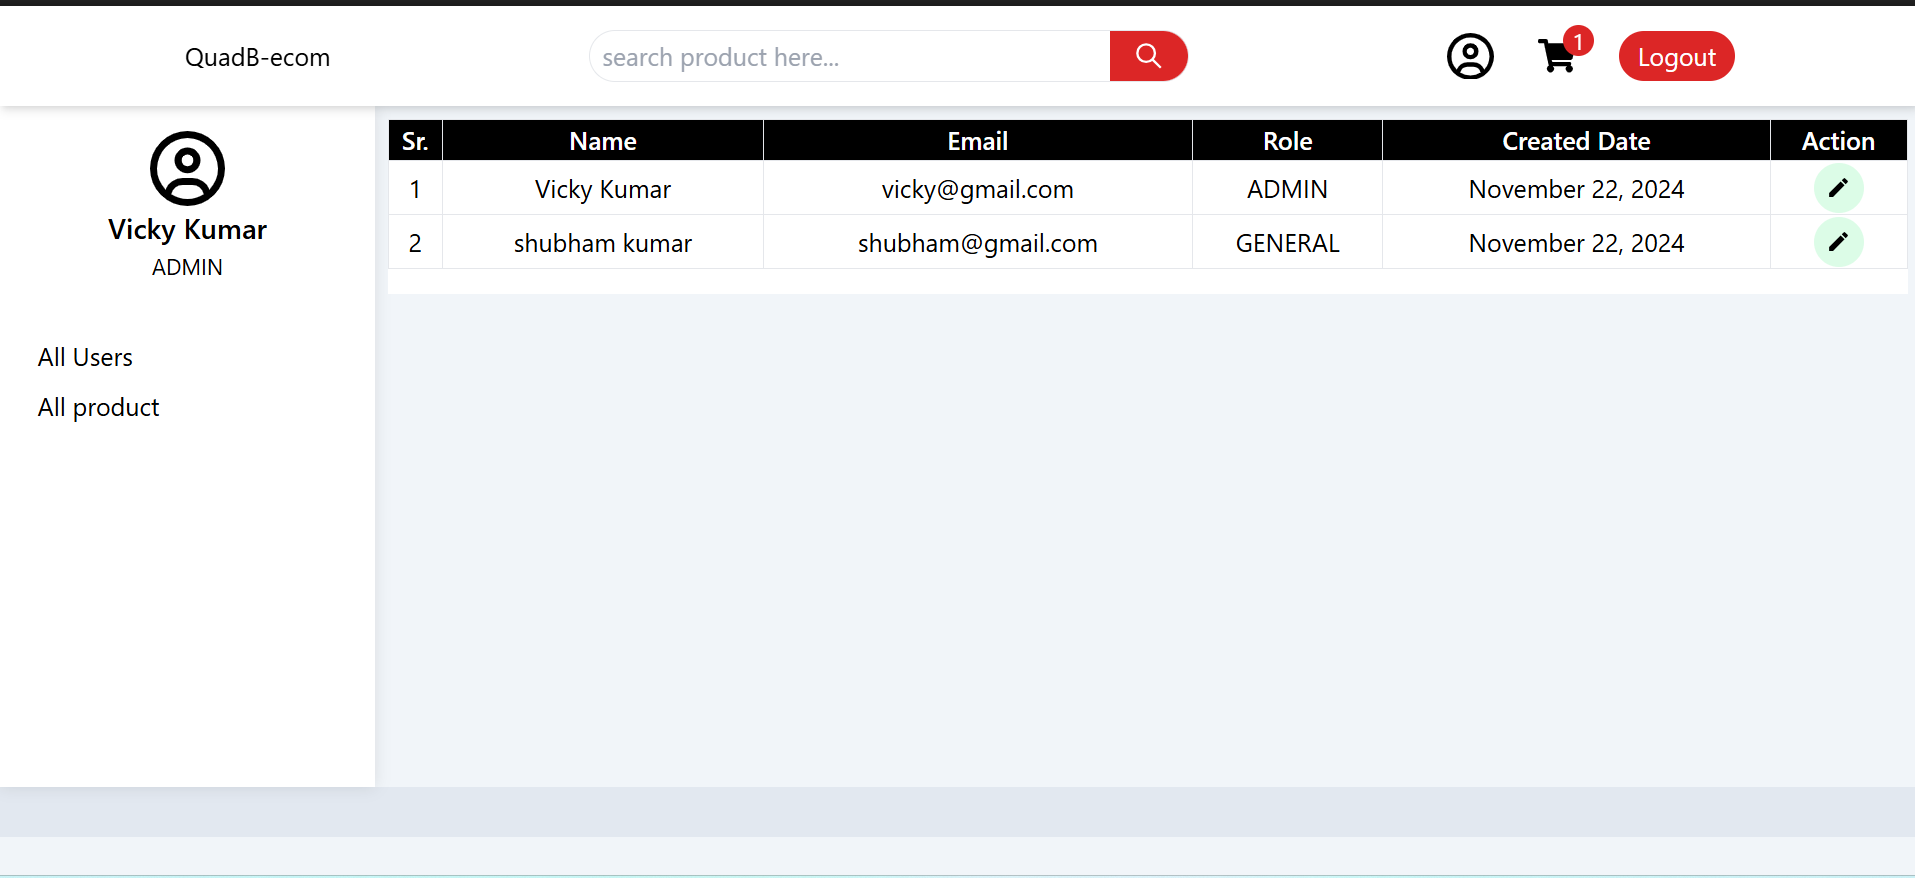 QuadB-ecom
search product here...
1
Logout
Vicky Kumar
ADMIN
All Users
All product
Sr. Name Email Role Created Date Action
1 Vicky Kumar vicky@gmail.com ADMIN November 22, 2024
2 shubham kumar shubham@gmail.com GENERAL November 22, 2024